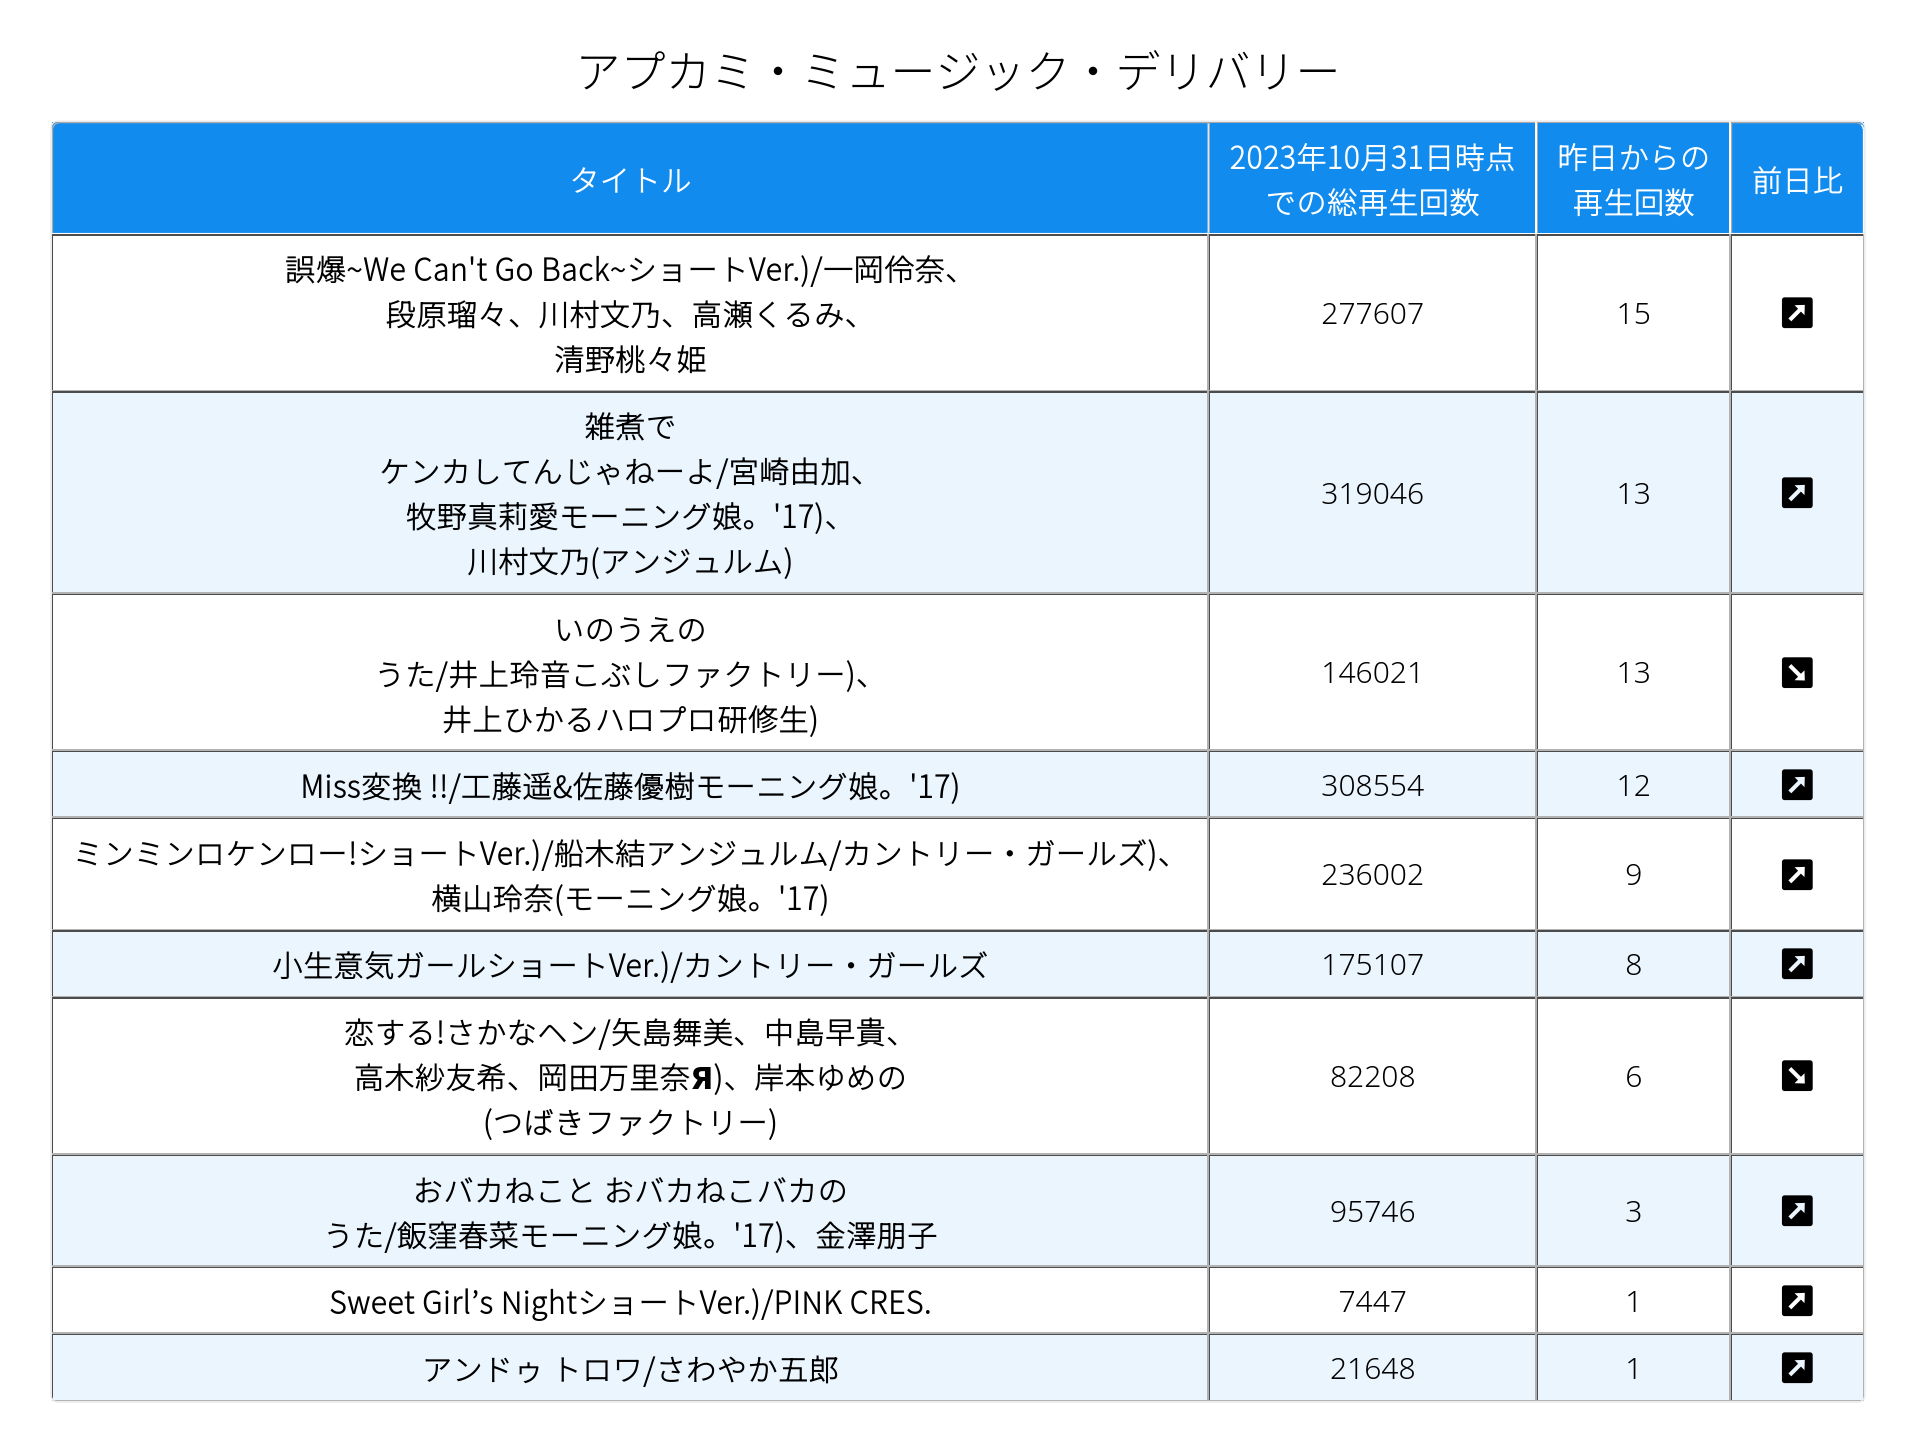 アプカミ・ミュージック・デリバリー
タイトル
2023年10月31日時点
での総再生回数
昨日からの
再生回数
前日比
誤爆~We Can't Go Back~ショートVer.)/一岡伶奈、
段原瑠々、川村文乃、高瀬くるみ、
清野桃々姫
277607
15
雑煮で
ケンカしてんじゃねーよ/宮崎由加、
牧野真莉愛モーニング娘。'17)、
川村文乃(アンジュルム)
319046
13
いのうえの
うた/井上玲音こぶしファクトリー)、
井上ひかるハロプロ研修生)
146021
13
Miss変換 !!/工藤遥&佐藤優樹モーニング娘。'17)
308554
12
ミンミンロケンロー!ショートVer.)/船木結アンジュルム/カントリー・ガールズ)、
横山玲奈(モーニング娘。'17)
236002
9
小生意気ガールショートVer.)/カントリー・ガールズ
175107
8
恋する!さかなヘン/矢島舞美、中島早貴、
高木紗友希、岡田万里奈Я)、岸本ゆめの
(つばきファクトリー)
82208
6
おバカねこと おバカねこバカの
うた/飯窪春菜モーニング娘。'17)、金澤朋子
95746
3
Sweet Girl’s NightショートVer.)/PINK CRES.
7447
1
アンドゥ トロワ/さわやか五郎
21648
1